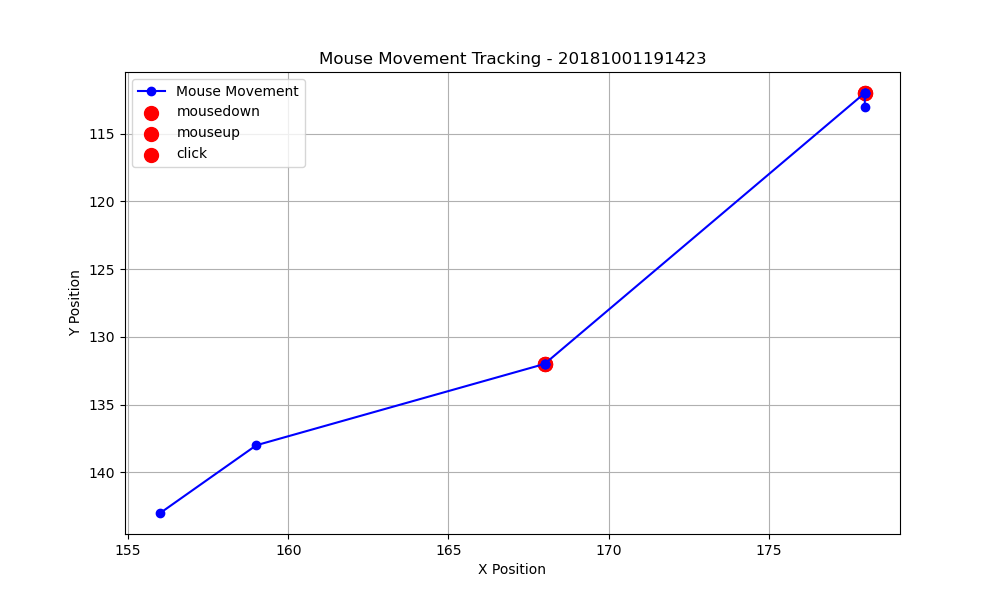 Mouse Movement Tracking - 20181001191423
Mouse Movement
mousedown
mouseup
click
115
120
125
130
135
140
Y Position
155 160 165 170 175
X Position